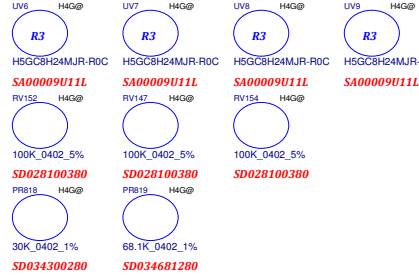 UV6 H4G@ UV7 H4G@ UV8 H4G@ UV9 H4G@
R3 R3 R3 R3
H5GC8H24MJR-R0C H5GC8H24MJR-R0C H5GC8H24MJR-R0C H5GC8H24MJR-
SA00009U11L SA00009U11L SA00009U11L SA00009U11L
RV152 H4G@ RV147 H4G@ RV154 H4G@
100K_0402_5% 100K_0402_5% 100K_0402_5%
SD028100380 SD028100380 SD028100380
PR818 H4G@ PR819 H4G@
30K_0402_1% 68.1K_0402_1%
SD034300280 SD034681280